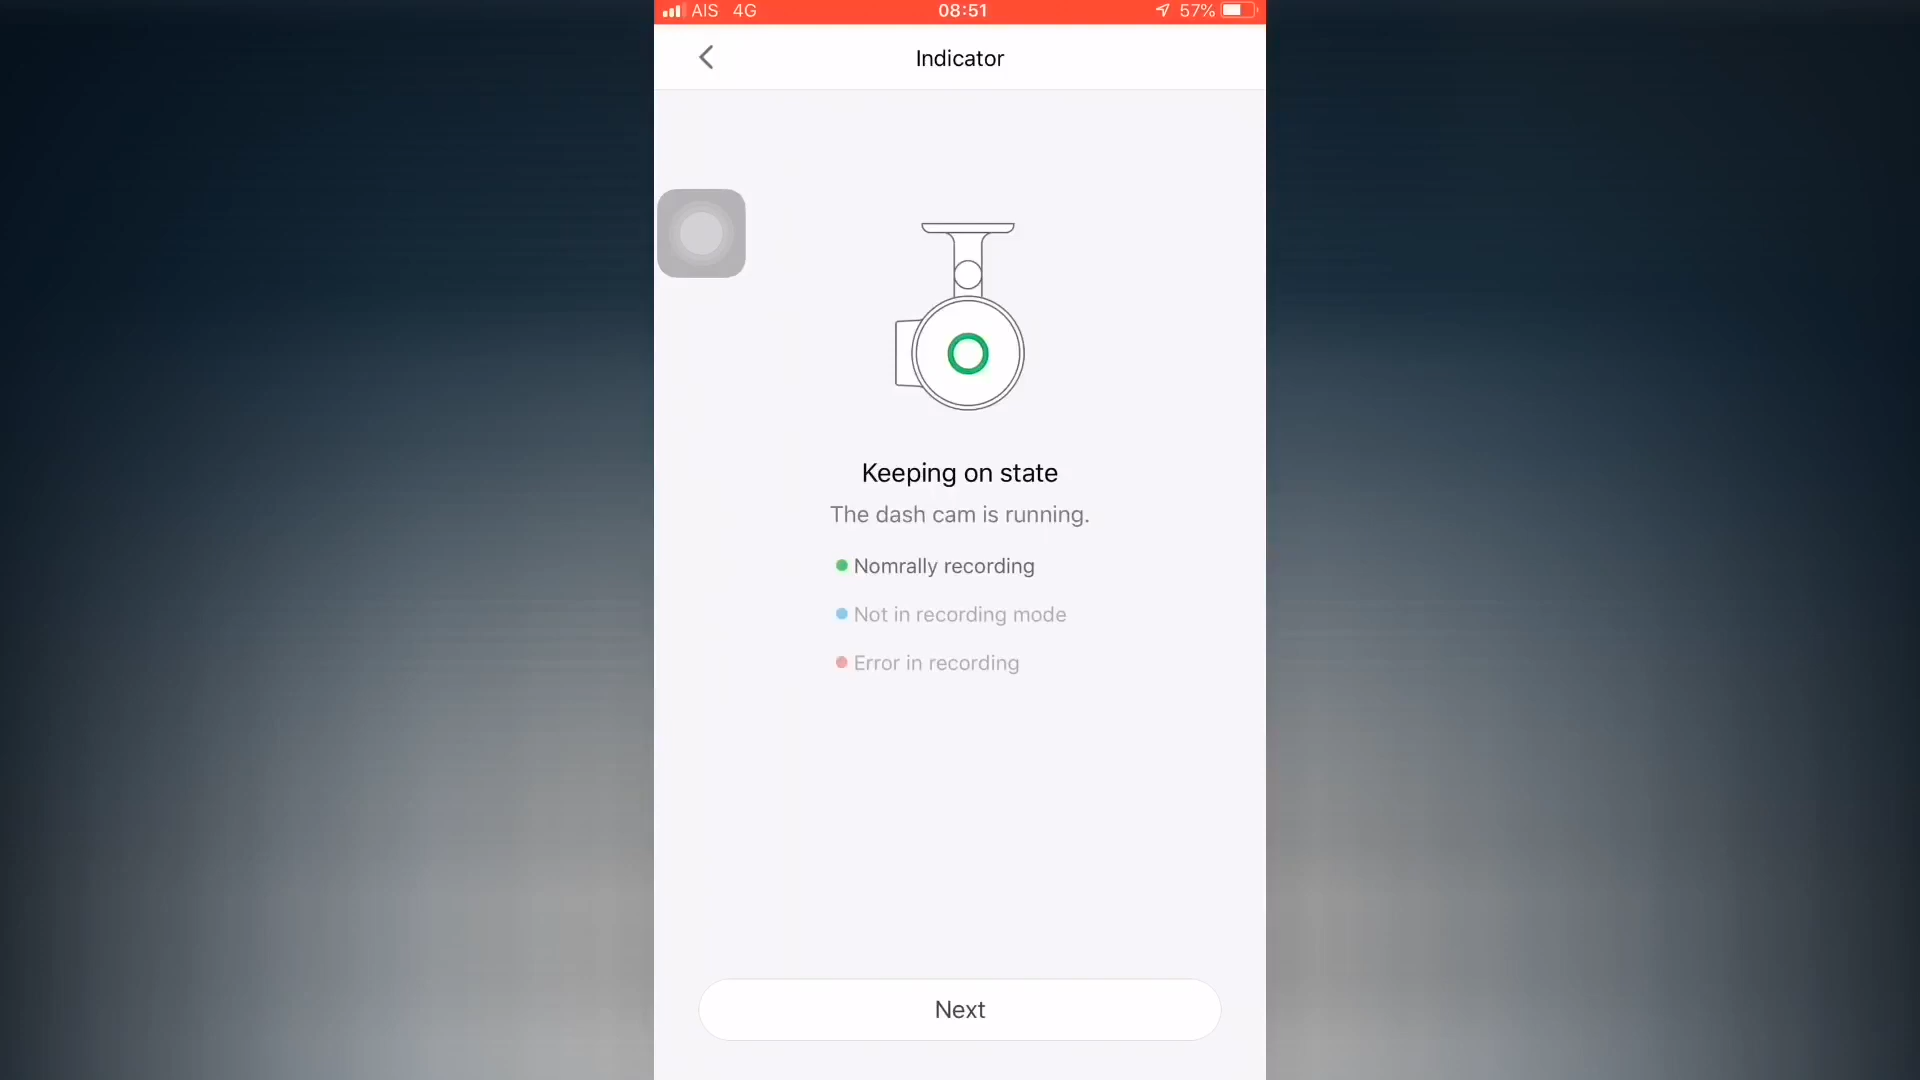 AIS 4G 08:51 57%
Indicator
Keeping on state
The dash cam is running.
Nomrally recording
Not in recording mode
Error in recording
Next